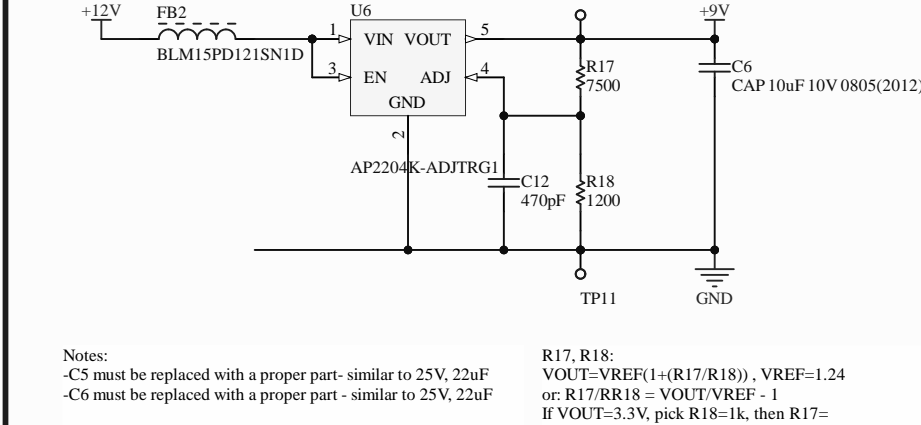 +12V
FB2
BLM15PD121SN1D
U6
1
VIN VOUT
5
3
EN ADJ
4
GND
2
AP2204K-ADJTRG1
R17
7500
+9V
C6
CAP 10uF 10V 0805(2012)
C12
470pF
R18
1200
TP11
GND
Notes:
-C5 must be replaced with a proper part- similar to 25V, 22uF
-C6 must be replaced with a proper part - similar to 25V, 22uF
R17, R18:
VOUT=VREF(1+(R17/R18)) , VREF=1.24
or: R17/RR18 = VOUT/VREF - 1
If VOUT=3.3V, pick R18=1k, then R17=